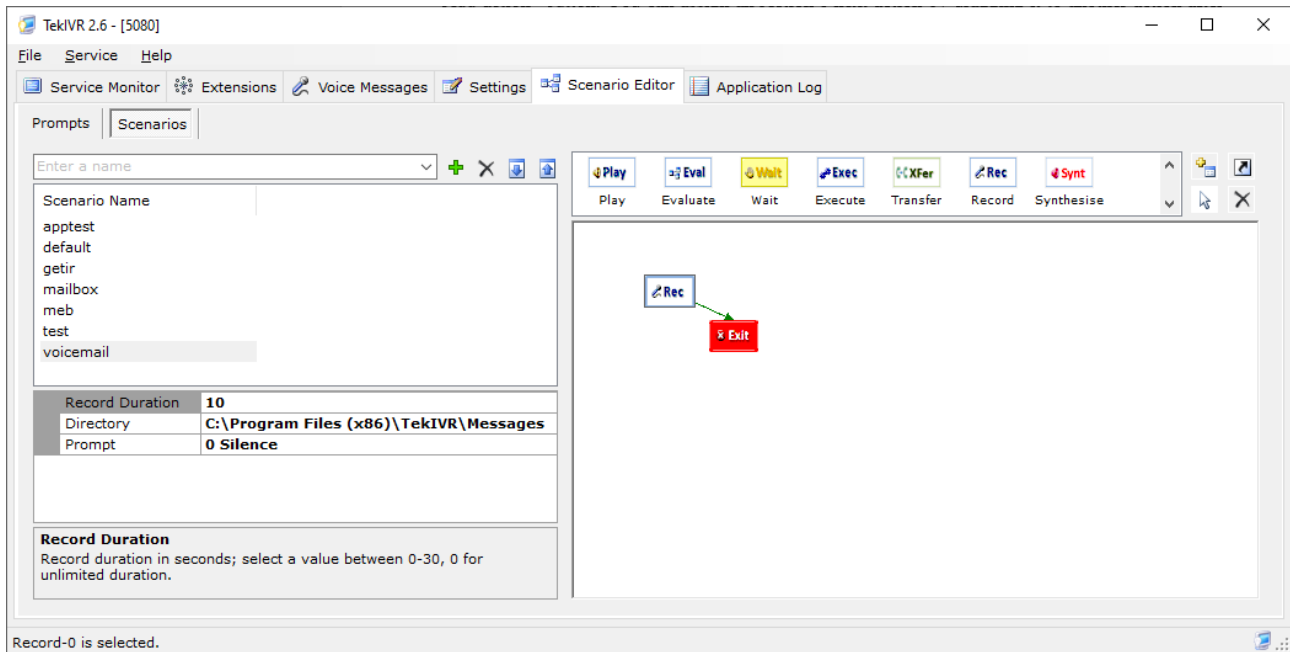 TekIVR 2.6 - [5080]
File Service Help
Service Monitor Extensions Voice Messages Settings Scenario Editor Application Log
Prompts Scenarios
Enter a name
Scenario Name
apptest
default
getir
mailbox
meb
test
voicemail
Record Duration 10
Directory C:\Program Files (x86)\TekIVR\Messages
Prompt 0 Silence
Record Duration
Record duration in seconds; select a value between 0-30, 0 for
unlimited duration.
Play Eval Wait Exec XFer Rec Synt
Play Evaluate Wait Execute Transfer Record Synthesise
Rec
Exit
Record-0 is selected.